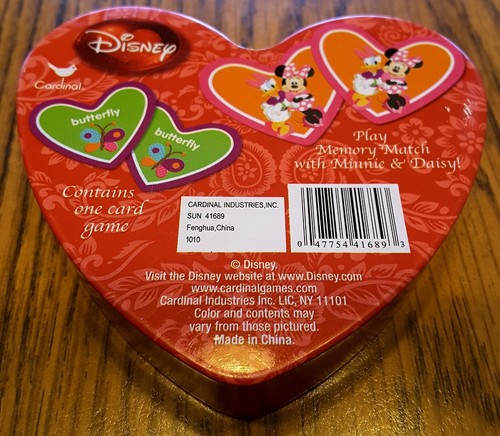 Disney
Cardinal
butterfly
butterfly
Play
Memory Match
with Minnie & Daisy!
Contains
one card
game
CARDINAL INDUSTRIES,INC.
SUN 41689
Fenghua,China
1010
0 47754 41689 3
© Disney.
Visit the Disney website at www.Disney.com
www.cardinalgames.com
Cardinal Industries Inc. LIC, NY 11101
Color and contents may
vary from those pictured.
Made in China.